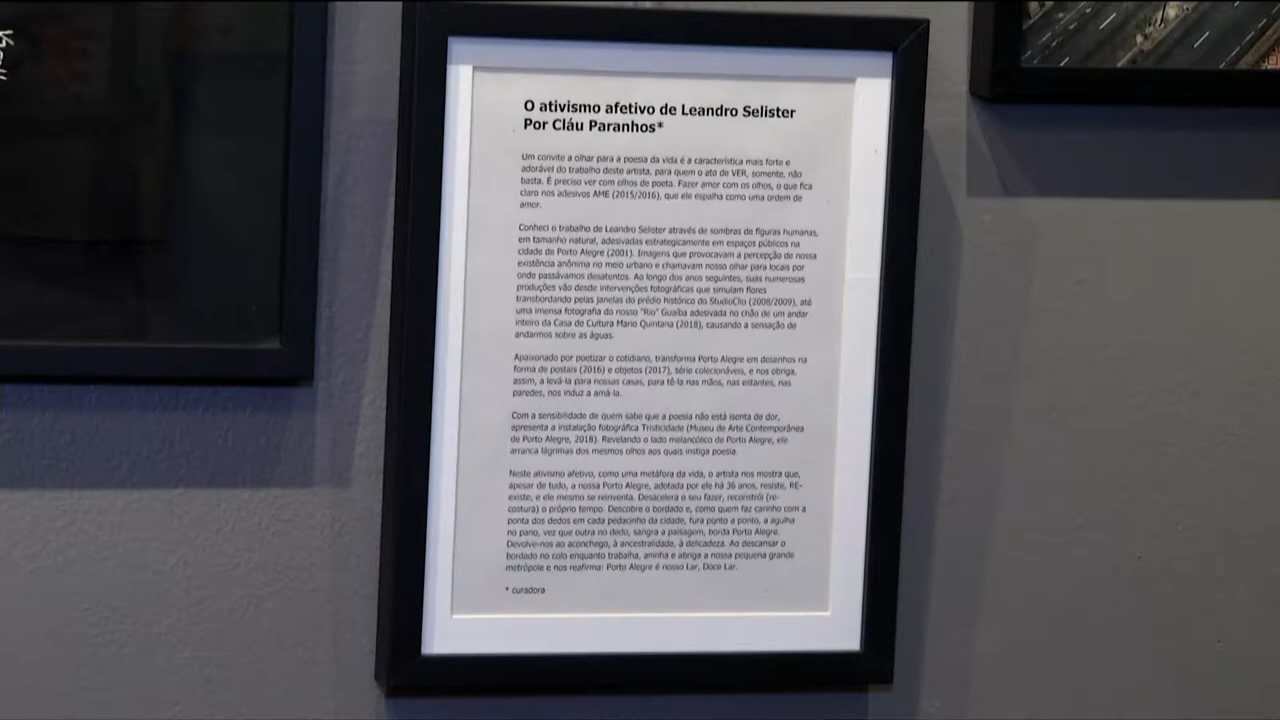 O ativismo afetivo de Leandro Selister
Por Cláu Paranhos*
Um convite a olhar para a poesia da vida é a característica mais forte e
adorável do trabalho deste artista, para quem o ato de VER, somente, não
basta. É preciso ver com olhos de poeta. Fazer amor com os olhos, o que fica
claro nos adesivos AME (2015/2016), que ele espalha como uma ordem de
amor.
Conheci o trabalho de Leandro Selister através de sombras de figuras humanas,
em tamanho natural, adesivadas estrategicamente em espaços públicos na
cidade de Porto Alegre (2001). Imagens que provocavam a percepção de nossa
existência anônima no meio urbano e chamavam nosso olhar para locais por
onde passávamos desatentos. Ao longo dos anos seguintes, suas numerosas
produções vão desde intervenções fotográficas que simulam flores
transbordando pelas janelas do prédio histórico do StudioClio (2008/2009), até
uma imensa fotografia do nosso "Rio" Guaíba adesivada no chão de um andar
inteiro da Casa de Cultura Mario Quintana (2018), causando a sensação de
andarmos sobre as águas.
Apaixonado por poetizar o cotidiano, transforma Porto Alegre em desenhos na
forma de postais (2016) e objetos (2017), série colecionáveis, e nos obriga,
assim, a levá-la para nossas casas, para tê-la nas mãos, nas estantes, nas
paredes, nos induz a amá-la.
Com a sensibilidade de quem sabe que a poesia não está isenta de dor,
apresenta a instalação fotográfica Tristicidade (Museu de Arte Contemporânea
de Porto Alegre, 2018). Revelando o lado melancólico de Porto Alegre, ele
arranca lágrimas dos mesmos olhos aos quais instiga poesia.
Neste ativismo afetivo, como uma metáfora da vida, o artista nos mostra que,
apesar de tudo, a nossa Porto Alegre, adotada por ele há 36 anos, resiste, RE-
existe, e ele mesmo se reinventa. Desacelera o seu fazer, reconstrói (re-
costura) o próprio tempo. Descobre o bordado e, como quem faz carinho com a
ponta dos dedos em cada pedacinho da cidade, fura ponto a ponto, a agulha
no pano, vez que outra no dedo, sangra a paisagem, borda Porto Alegre.
Devolve-nos ao aconchego, à ancestralidade, à delicadeza. Ao descansar o
bordado no colo enquanto trabalha, aninha e abriga a nossa pequena grande
metrópole e nos reafirma: Porto Alegre é nosso Lar, Doce Lar.
* curadora